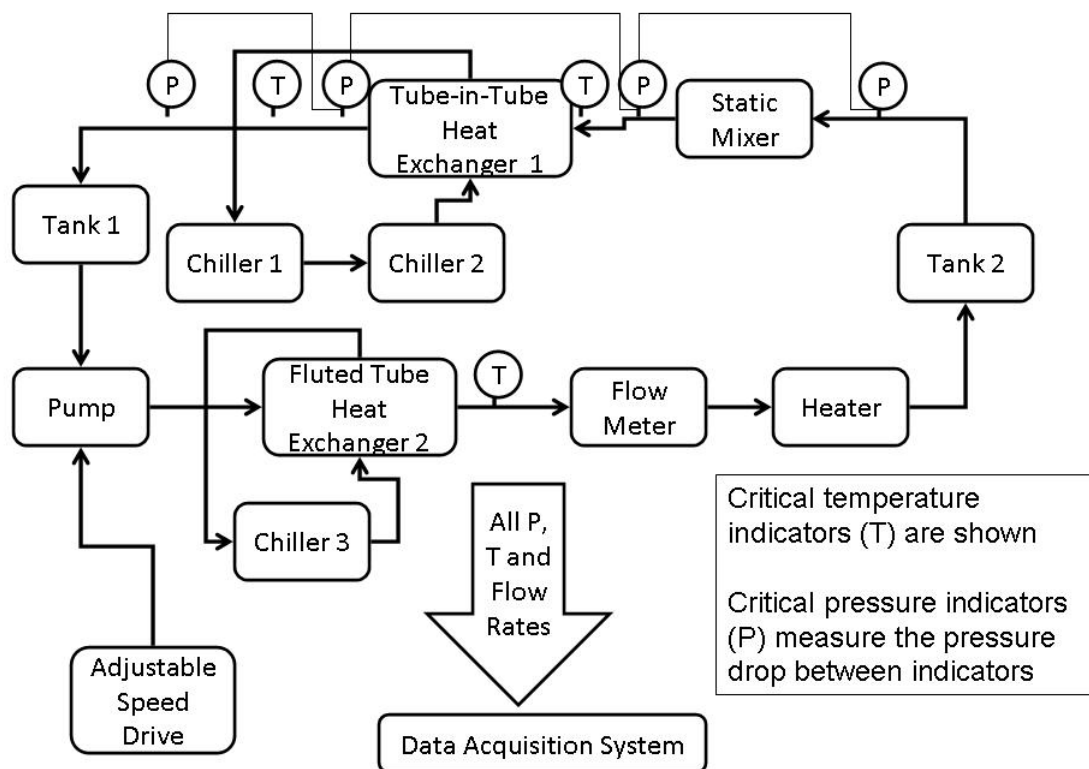 P
T
P
T
P
P
Tube-in-Tube
Heat
Exchanger 1
Static
Mixer
Tank 1
Chiller 1
Chiller 2
Tank 2
Pump
Fluted Tube
Heat
Exchanger 2
T
Flow
Meter
Heater
Chiller 3
All P,
T and
Flow
Rates
Critical temperature
indicators (T) are shown
Critical pressure indicators
(P) measure the pressure
drop between indicators
Adjustable
Speed
Drive
Data Acquisition System